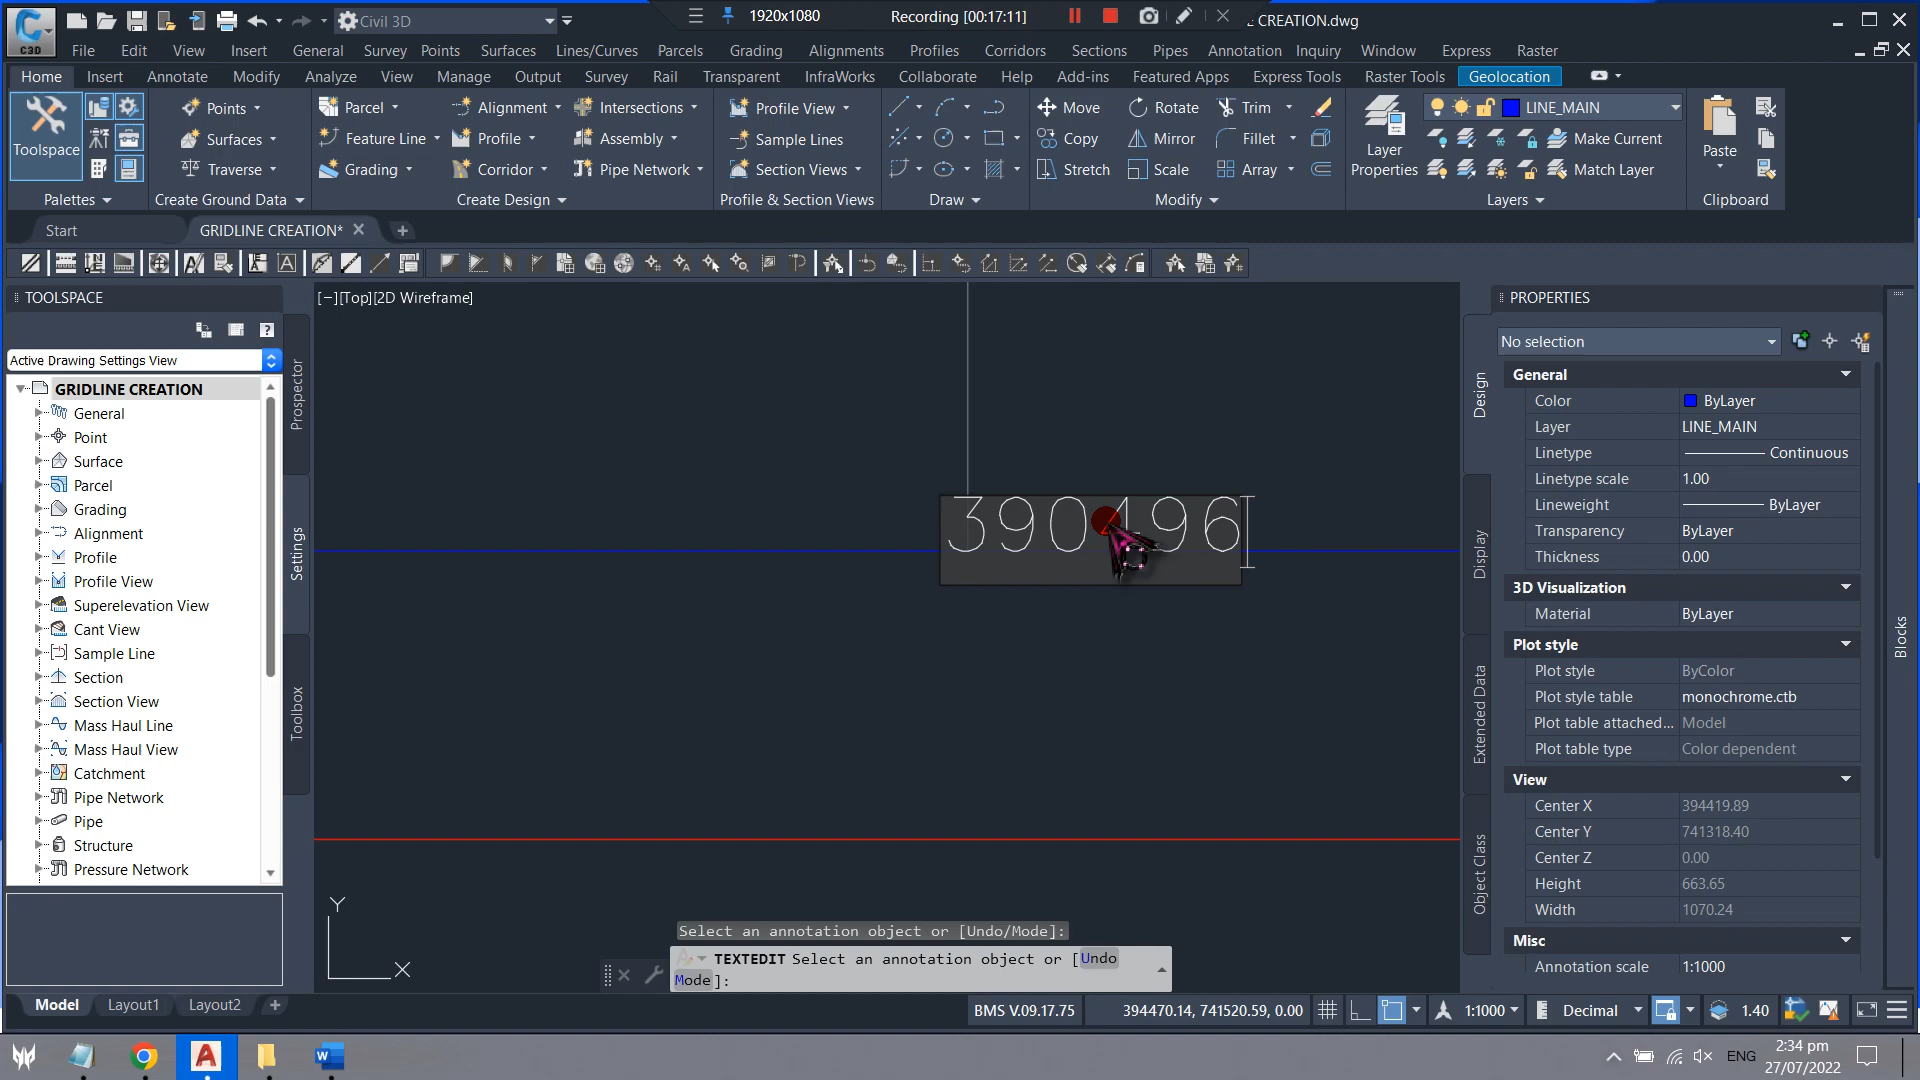 Civil 3D
1920x1080
Recording [00:17:11]
E CREATION.dwg
C3D
File Edit View Insert General Survey Points Surfaces Lines/Curves Parcels Grading Alignments Profiles Corridors Sections Pipes Annotation Inquiry Window Express Raster
Home Insert Annotate Modify Analyze View Manage Output Survey Rail Transparent InfraWorks Collaborate Help Add-ins Featured Apps Express Tools Raster Tools Geolocation
Points Parcel Alignment Intersections Profile View Move Rotate Trim LINE_MAIN
Surfaces Feature Line Profile Assembly Sample Lines Copy Mirror Fillet Make Current
Toolspace Layer Properties Paste
Traverse Grading Corridor Pipe Network Section Views Stretch Scale Array Match Layer
Palettes Create Ground Data Create Design Profile & Section Views Draw Modify Layers Clipboard
Start GRIDLINE CREATION*
TOOLSPACE
[−][Top][2D Wireframe]
PROPERTIES
Active Drawing Settings View
No selection
GRIDLINE CREATION
General
Point
Surface
Parcel
Grading
Alignment
Profile
Profile View
Superelevation View
Cant View
Sample Line
Section
Section View
Mass Haul Line
Mass Haul View
Catchment
Pipe Network
Pipe
Structure
Pressure Network
Prospector
Settings
Toolbox
390496
Select an annotation object or [Undo/Mode]:
TEXTEDIT Select an annotation object or [Undo
Mode]:
Y
X
Design
Display
Extended Data
Object Class
General
Color ByLayer
Layer LINE_MAIN
Linetype Continuous
Linetype scale 1.00
Lineweight ByLayer
Transparency ByLayer
Thickness 0.00
3D Visualization
Material ByLayer
Plot style
Plot style ByColor
Plot style table monochrome.ctb
Plot table attached... Model
Plot table type Color dependent
View
Center X 394419.89
Center Y 741318.40
Center Z 0.00
Height 663.65
Width 1070.24
Misc
Annotation scale 1:1000
Blocks
Model Layout1 Layout2
BMS V.09.17.75 394470.14, 741520.59, 0.00 1:1000 Decimal 1.40
ENG
2:34 pm
27/07/2022